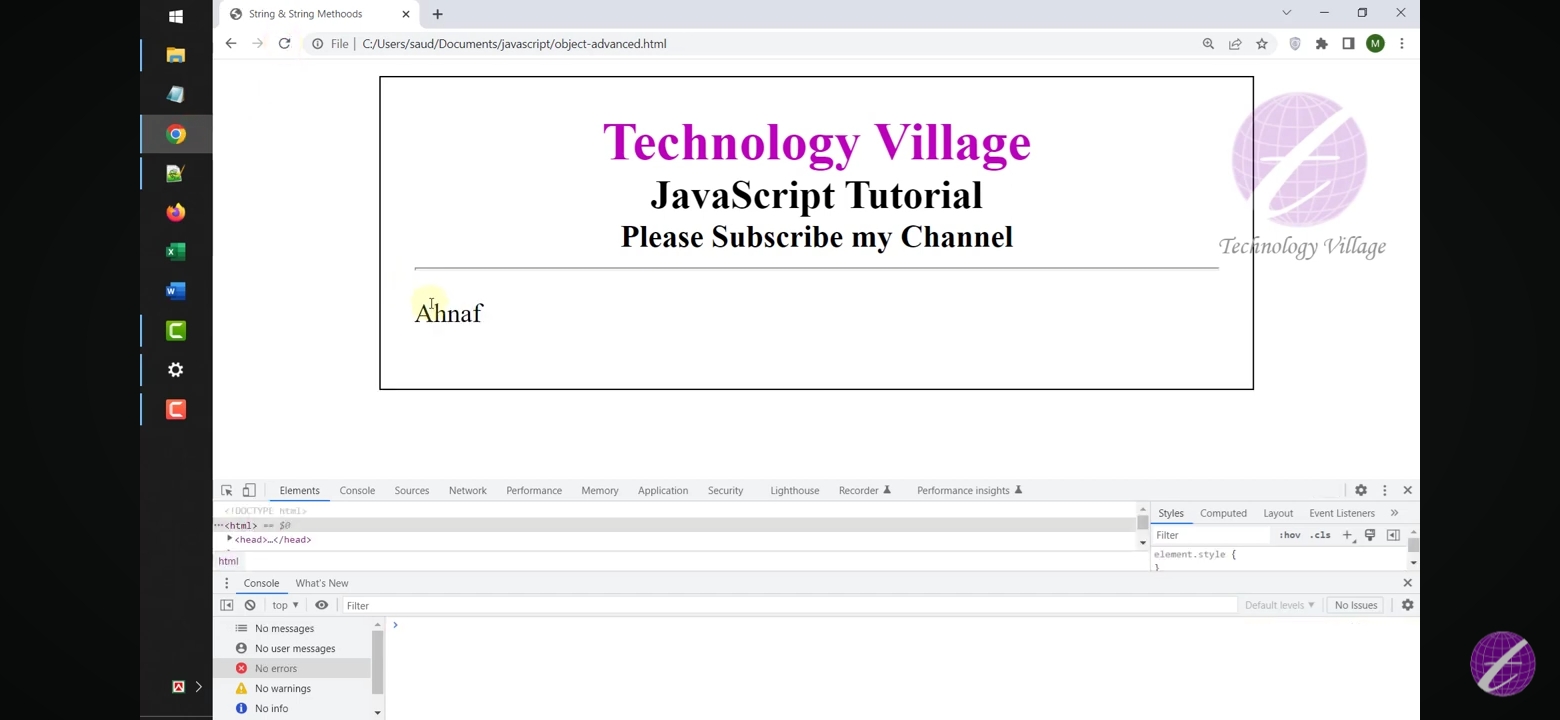 String & String Methoods
File
C:/Users/saud/Documents/javascript/object-advanced.html
M
Technology Village
JavaScript Tutorial
Please Subscribe my Channel
Technology Village
Ahnaf
Elements Console Sources Network Performance Memory Application Security Lighthouse Recorder Performance insights
<!DOCTYPE html>
<html> == $0
<head>…</head>
html
Styles Computed Layout Event Listeners
Filter :hov .cls
element.style {
}
Console What's New
top Filter Default levels No Issues
No messages
No user messages
No errors
No warnings
No info